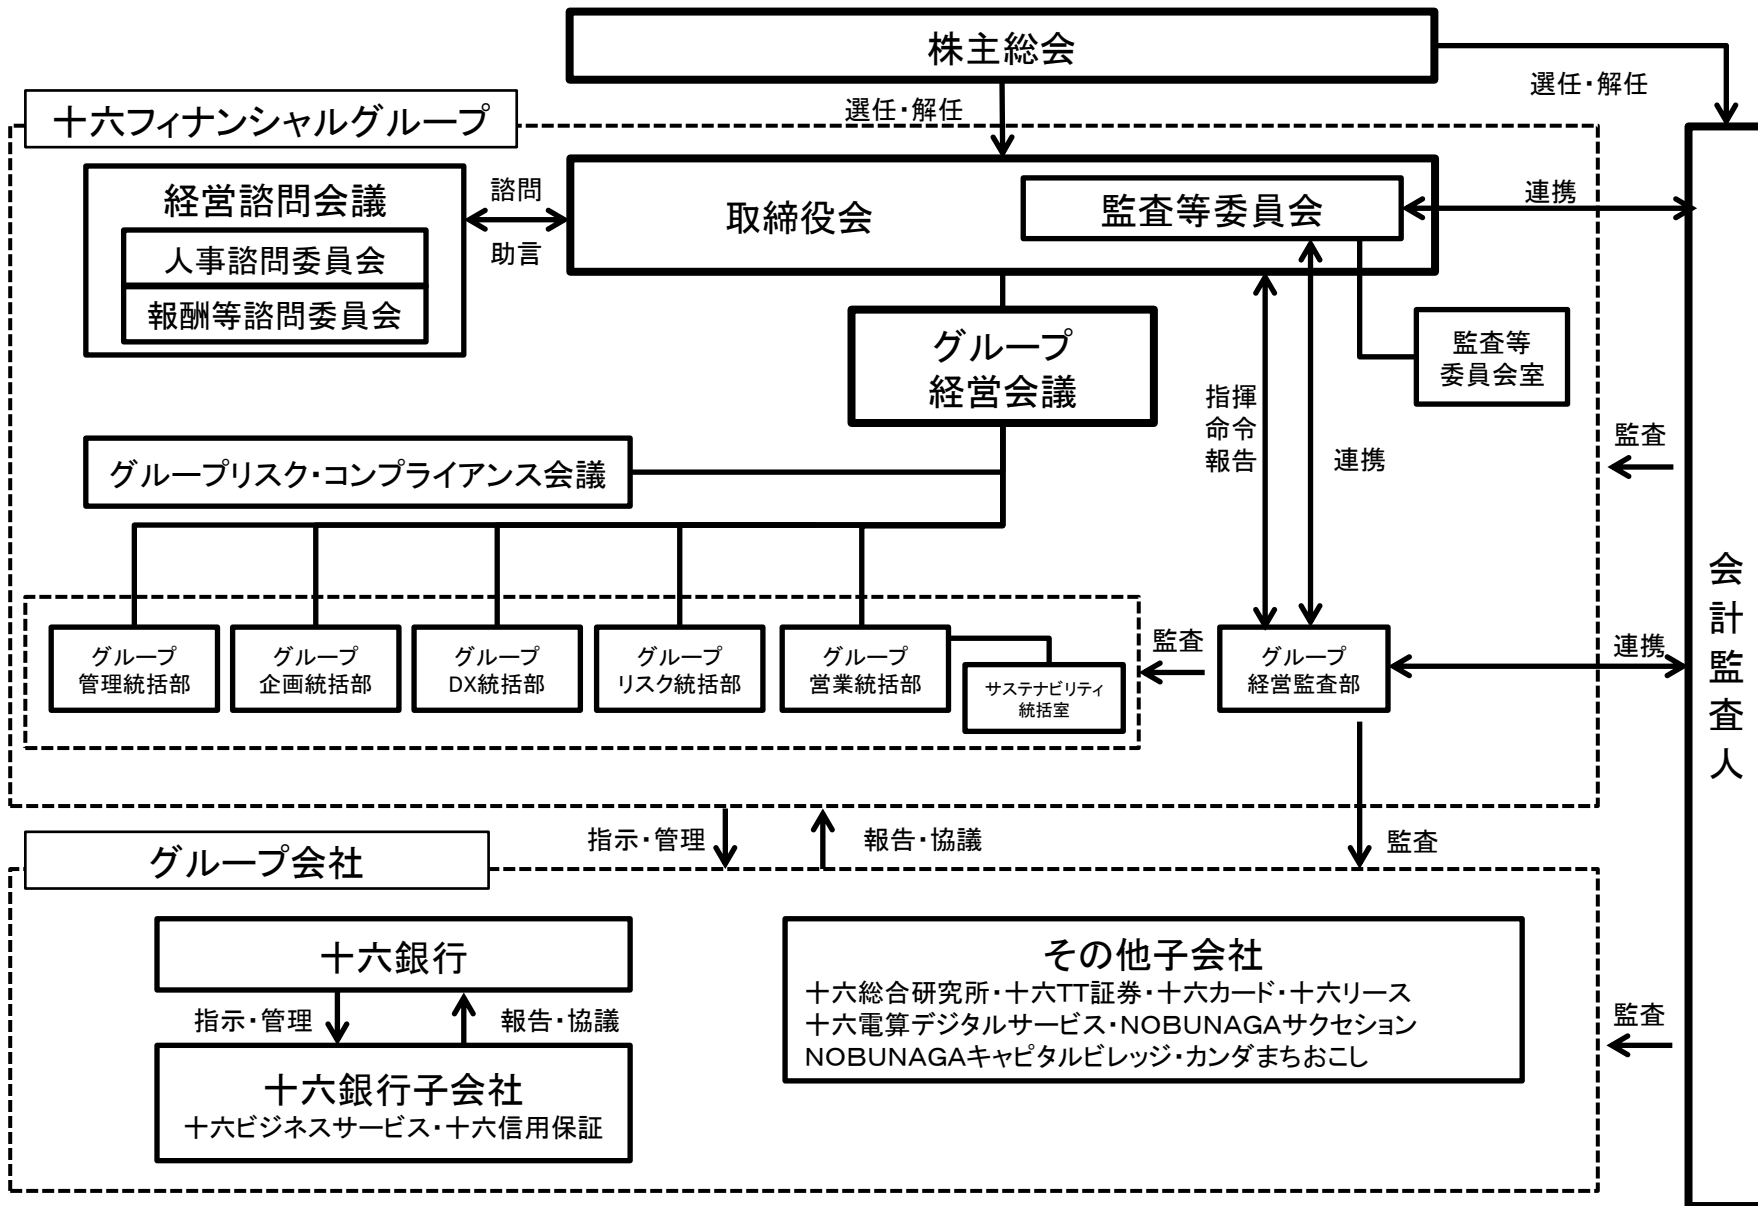 株主総会
選任・解任
選任・解任
十六フィナンシャルグループ
経営諮問会議
人事諮問委員会
報酬等諮問委員会
諮問
助言
取締役会
監査等委員会
連携
グループ
経営会議
監査等
委員会室
指揮
命令
報告
連携
監査
グループリスク・コンプライアンス会議
グループ
管理統括部
グループ
企画統括部
グループ
DX統括部
グループ
リスク統括部
グループ
営業統括部
サステナビリティ
統括室
監査
グループ
経営監査部
連携
会計監査人
指示・管理
報告・協議
監査
グループ会社
十六銀行
指示・管理
報告・協議
十六銀行子会社
十六ビジネスサービス・十六信用保証
その他子会社
十六総合研究所・十六TT証券・十六カード・十六リース
十六電算デジタルサービス・NOBUNAGAサクセション
NOBUNAGAキャピタルビレッジ・カンダまちおこし
監査